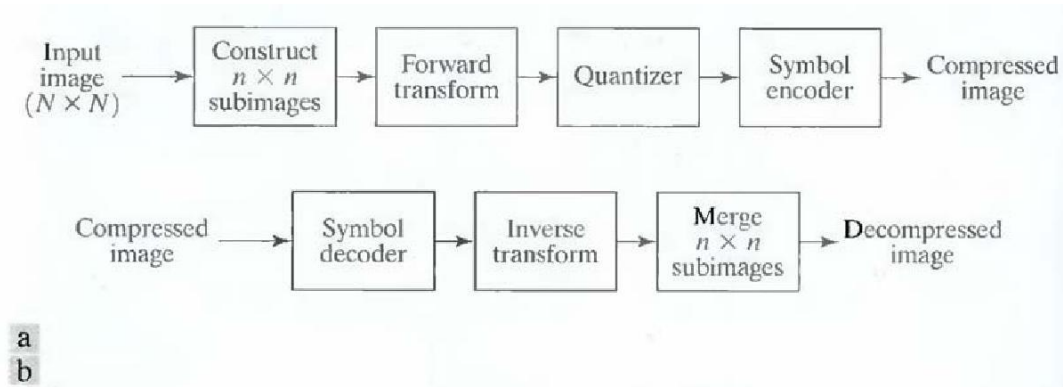 Input
image
(N × N)
Construct
n × n
subimages
Forward
transform
Quantizer
Symbol
encoder
Compressed
image
Compressed
image
Symbol
decoder
Inverse
transform
Merge
n × n
subimages
Decompressed
image
a
b